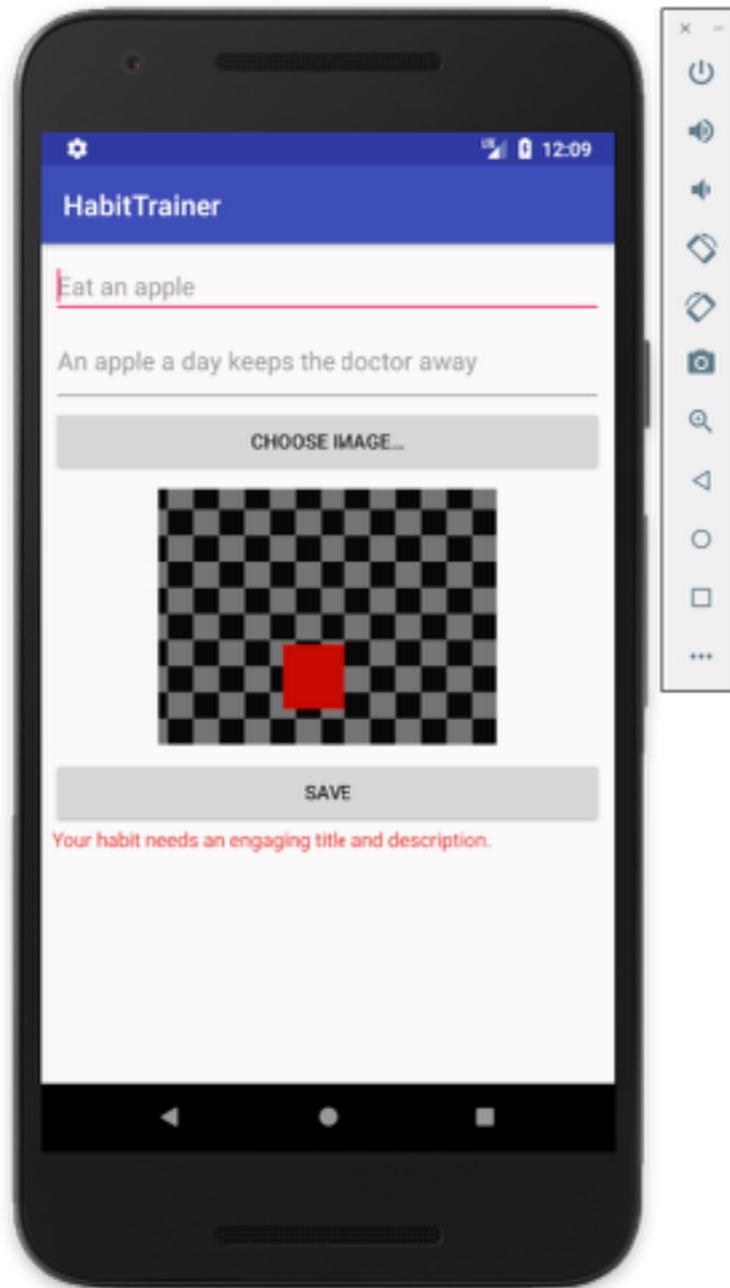 12:09
HabitTrainer
Eat an apple
An apple a day keeps the doctor away
CHOOSE IMAGE...
SAVE
Your habit needs an engaging title and description.